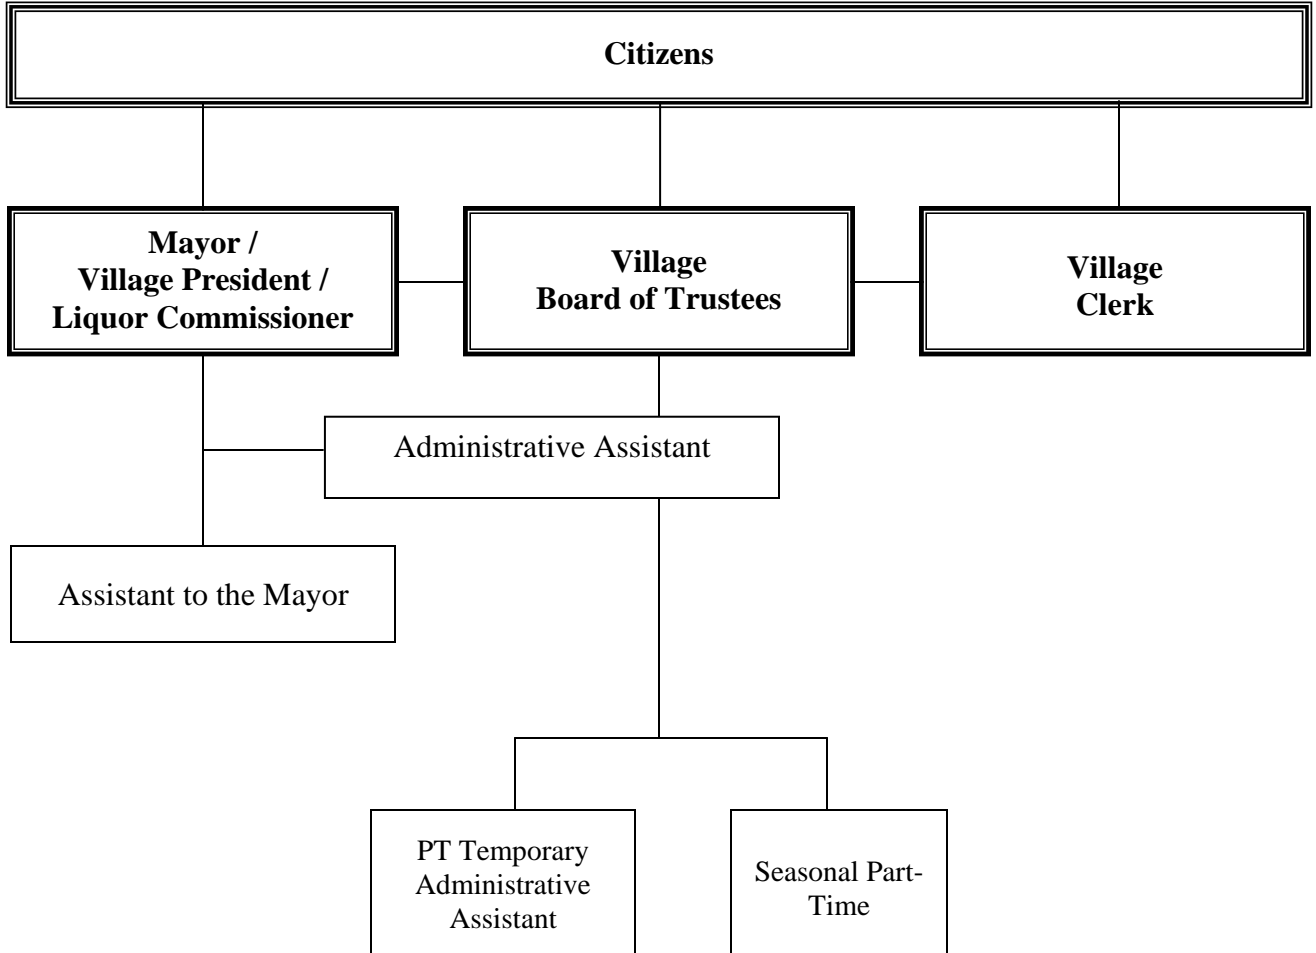 Citizens
Mayor /
Village President /
Liquor Commissioner
Village
Board of Trustees
Village
Clerk
Administrative Assistant
Assistant to the Mayor
PT Temporary
Administrative
Assistant
Seasonal Part-
Time